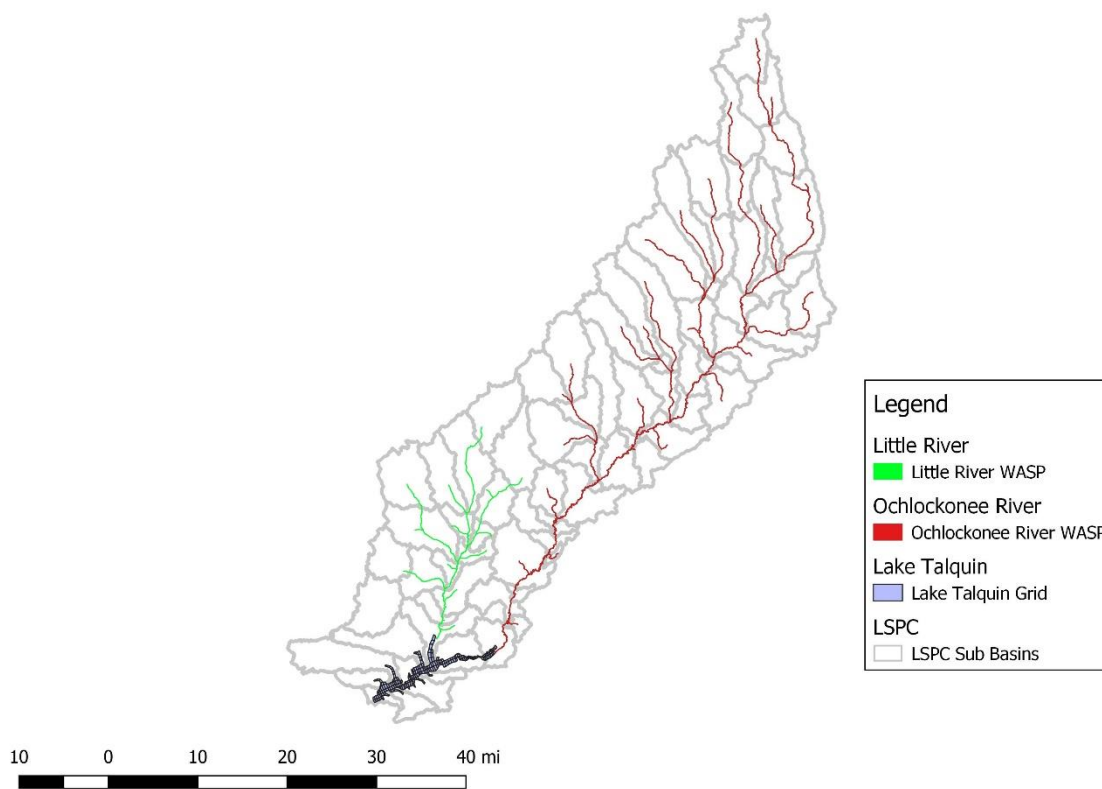 Legend
Little River
Little River WASP
Ochlockonee River
Ochlockonee River WASP
Lake Talquin
Lake Talquin Grid
LSPC
LSPC Sub Basins
10 0 10 20 30 40 mi